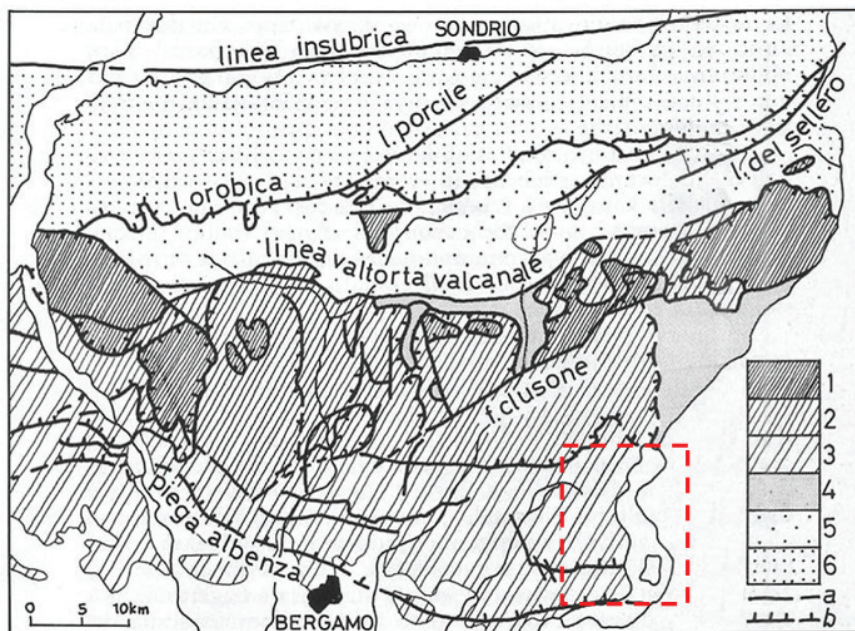 SONDRIO
linea insubrica
l. porcile
l. del sellero
l. orobica
linea valtorta valcanale
f. clusone
piega albenza
BERGAMO
0 5 10km
1
2
3
4
5
6
a
b